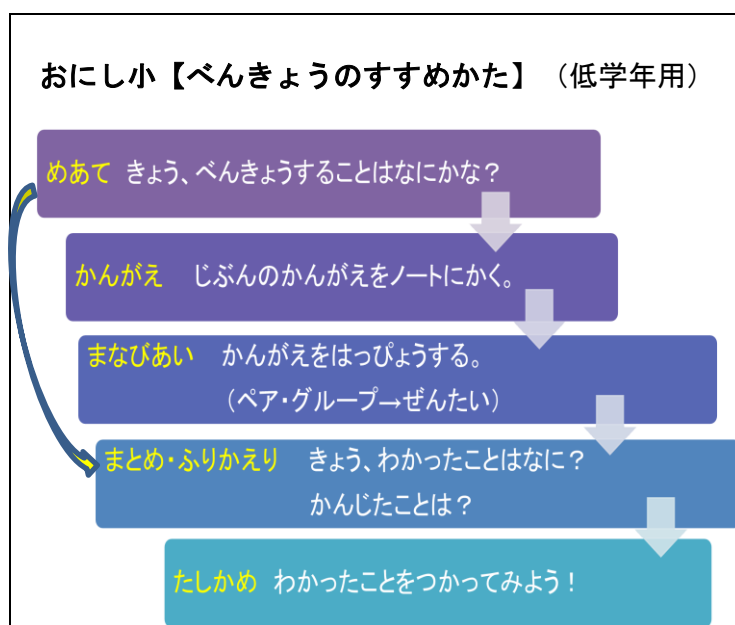 おにし小【べんきょうのすすめかた】（低学年用）
めあて きょう、べんきょうすることはなにかな？
かんがえ じぶんのかんがえをノートにかく。
まなびあい かんがえをはっぴょうする。
（ペア・グループ→ぜんたい）
まとめ・ふりかえり きょう、わかったことはなに？
かんじたことは？
たしかめ わかったことをつかってみよう！